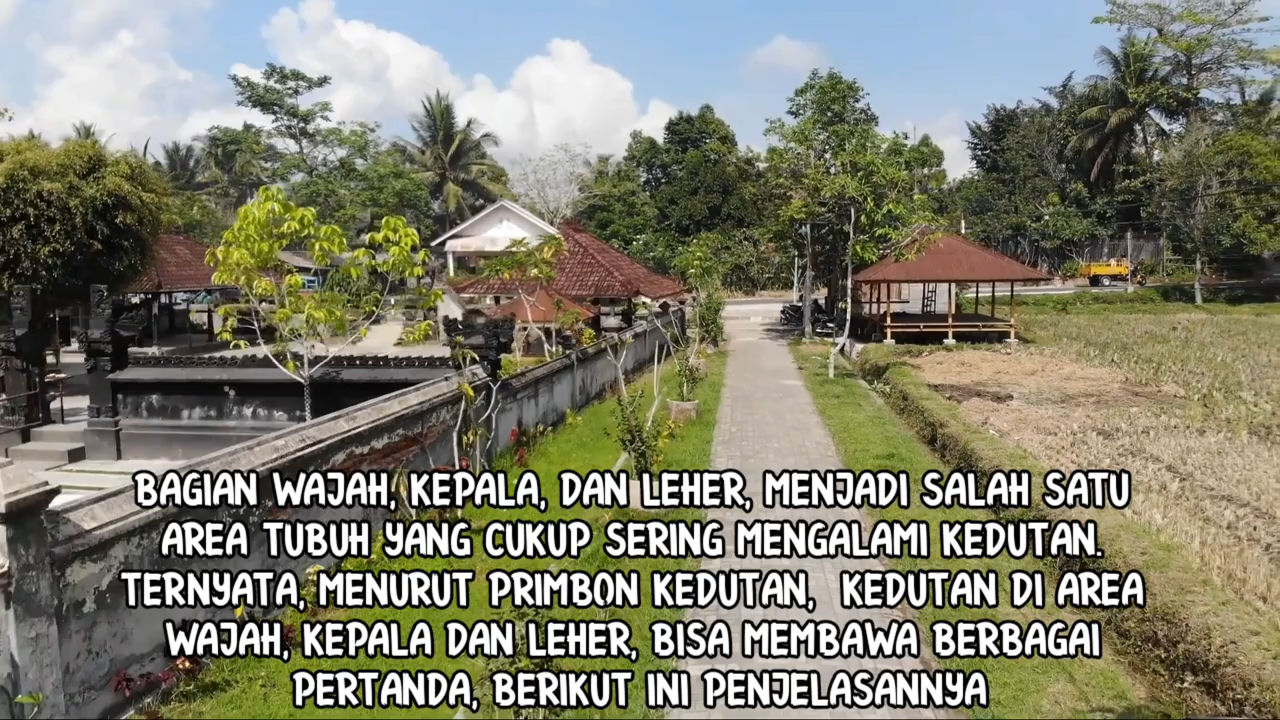 BAGIAN WAJAH, KEPALA, DAN LEHER, MENJADI SALAH SATU
AREA TUBUH YANG CUKUP SERING MENGALAMI KEDUTAN.
TERNYATA, MENURUT PRIMBON KEDUTAN, KEDUTAN DI AREA
WAJAH, KEPALA DAN LEHER, BISA MEMBAWA BERBAGAI
PERTANDA, BERIKUT INI PENJELASANNYA